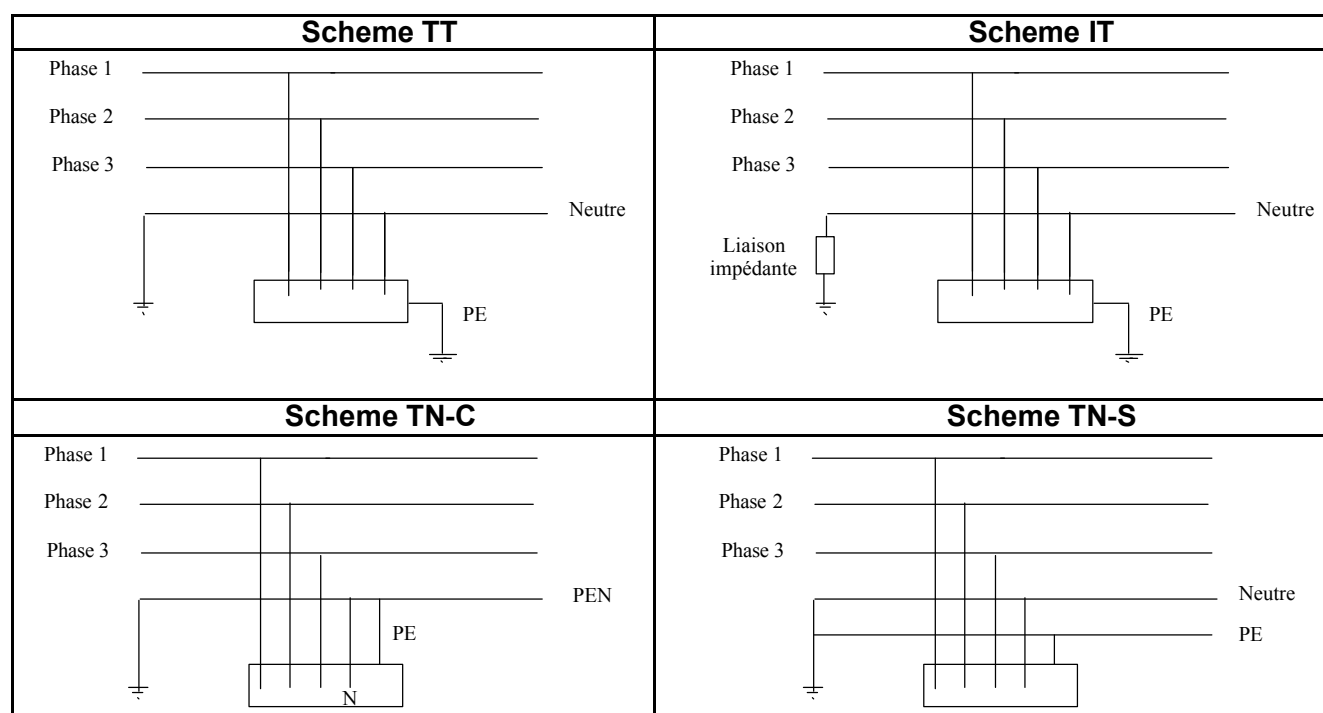 Scheme TT
Phase 1
Phase 2
Phase 3
Neutre
PE
Scheme IT
Phase 1
Phase 2
Phase 3
Neutre
Liaison
impédante
PE
Scheme TN-C
Phase 1
Phase 2
Phase 3
PEN
PE
N
Scheme TN-S
Phase 1
Phase 2
Phase 3
Neutre
PE